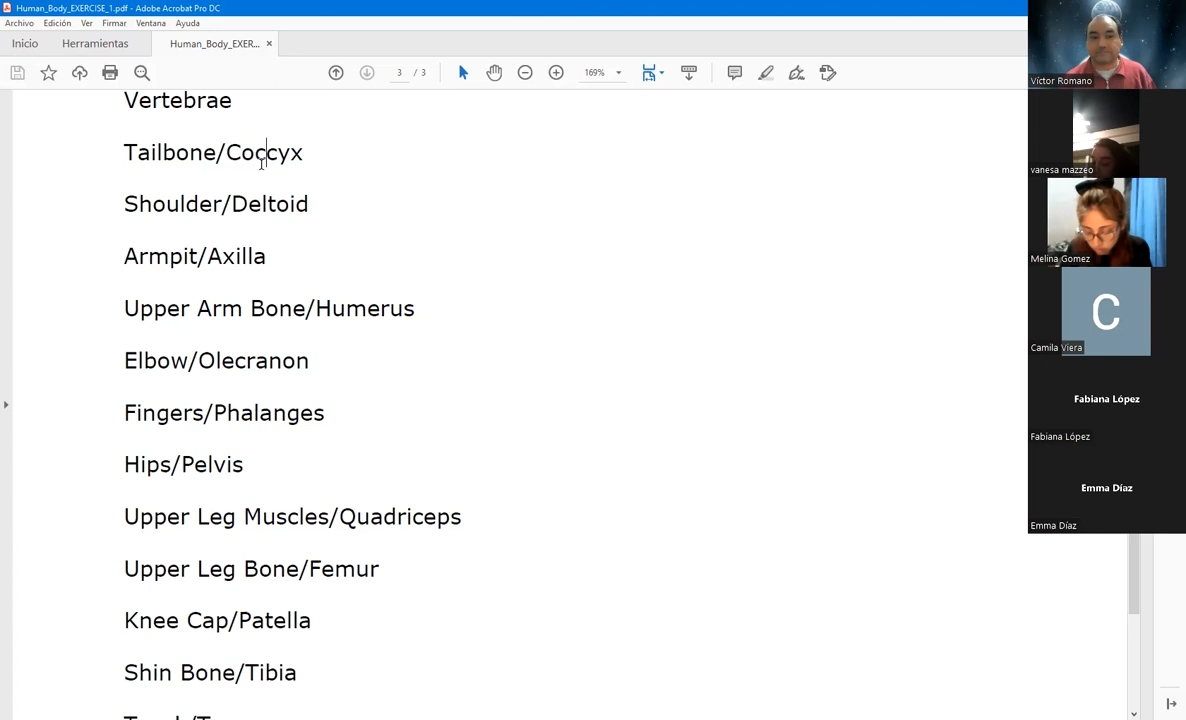 Human_Body_EXERCISE_1.pdf - Adobe Acrobat Pro DC
Archivo Edición Ver Firmar Ventana Ayuda
Inicio Herramientas Human_Body_EXER... ×
3 / 3 169%
Vertebrae
Tailbone/Coccyx
Shoulder/Deltoid
Armpit/Axilla
Upper Arm Bone/Humerus
Elbow/Olecranon
Fingers/Phalanges
Hips/Pelvis
Upper Leg Muscles/Quadriceps
Upper Leg Bone/Femur
Knee Cap/Patella
Shin Bone/Tibia
Víctor Romano
vanesa mazzeo
Melina Gomez
C
Camila Viera
Fabiana López
Fabiana López
Emma Díaz
Emma Díaz